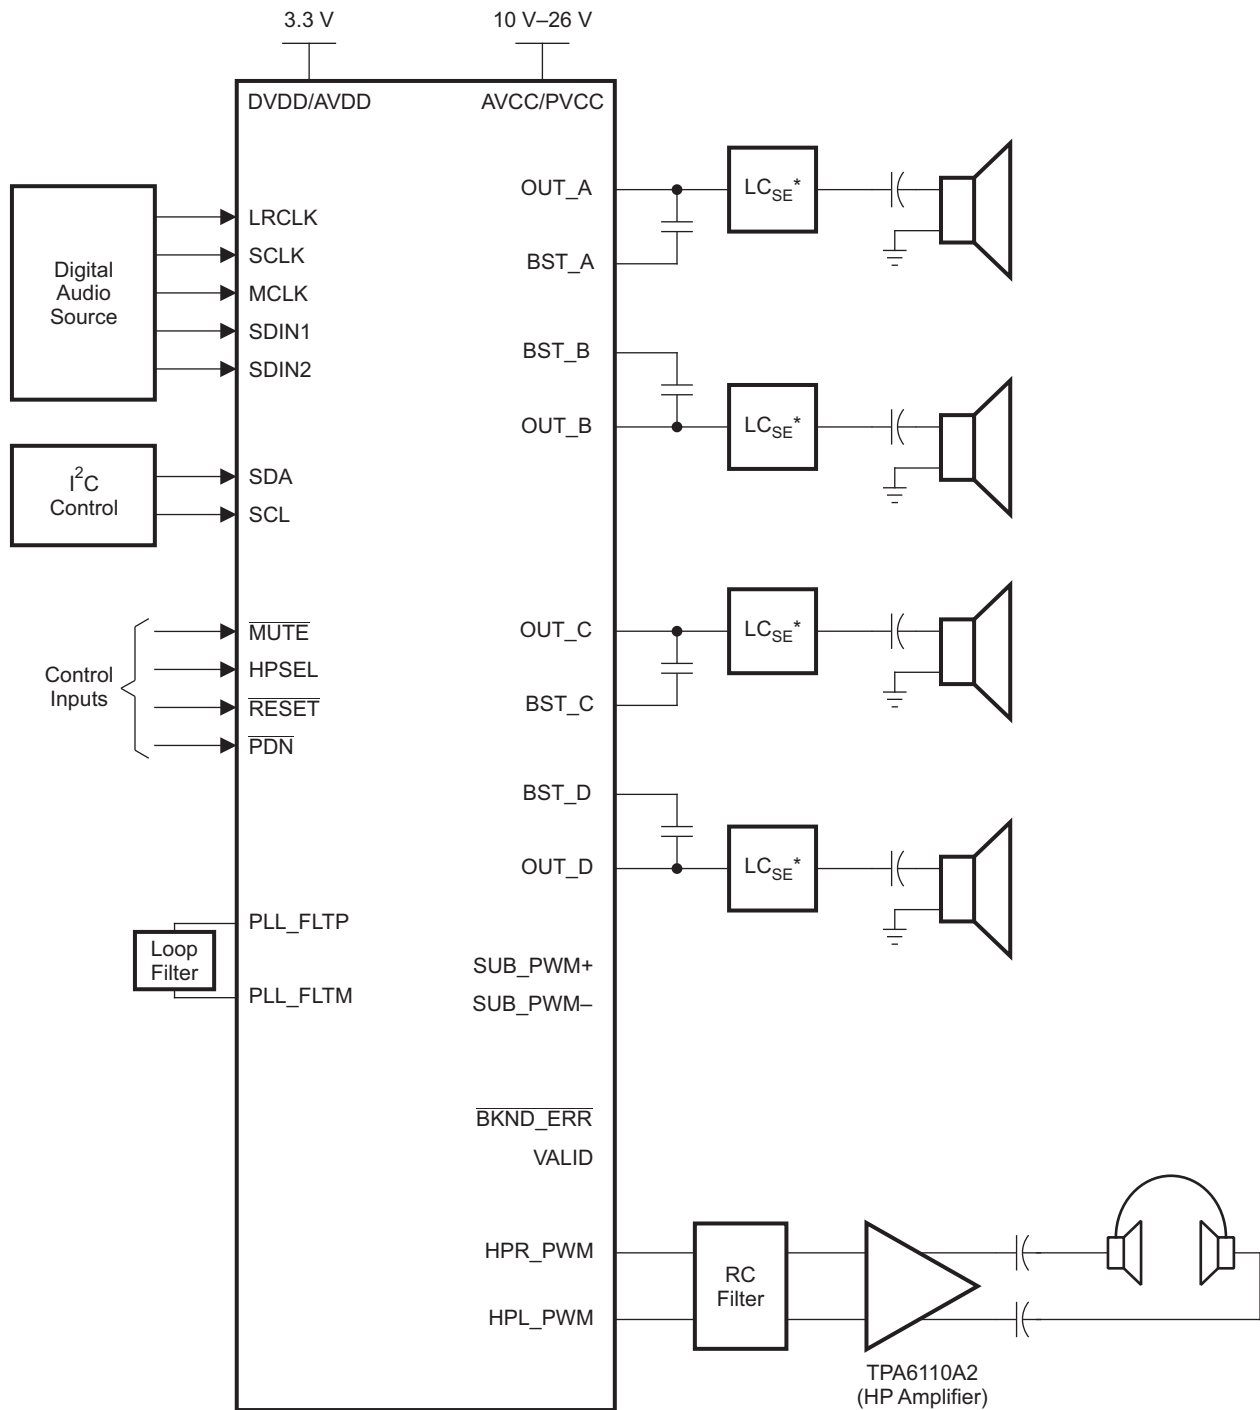 3.3 V
10 V–26 V
DVDD/AVDD
AVCC/PVCC
Digital
Audio
Source
LRCLK
SCLK
MCLK
SDIN1
SDIN2
I2C
Control
SDA
SCL
Control
Inputs
MUTE
HPSEL
RESET
PDN
Loop
Filter
PLL_FLTP
PLL_FLTM
OUT_A
LCSE*
BST_A
BST_B
OUT_B
LCSE*
OUT_C
LCSE*
BST_C
BST_D
OUT_D
LCSE*
SUB_PWM+
SUB_PWM–
BKND_ERR
VALID
HPR_PWM
HPL_PWM
RC
Filter
TPA6110A2
(HP Amplifier)